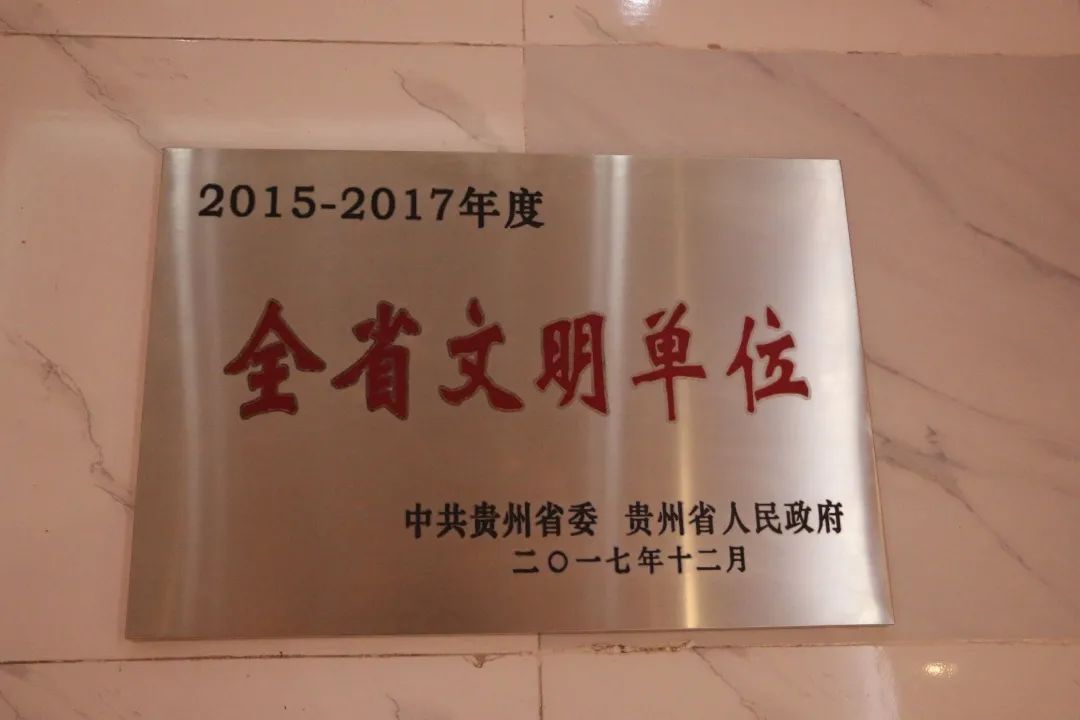 2015-2017年度
全省文明单位
中共贵州省委 贵州省人民政府
二〇一七年十二月